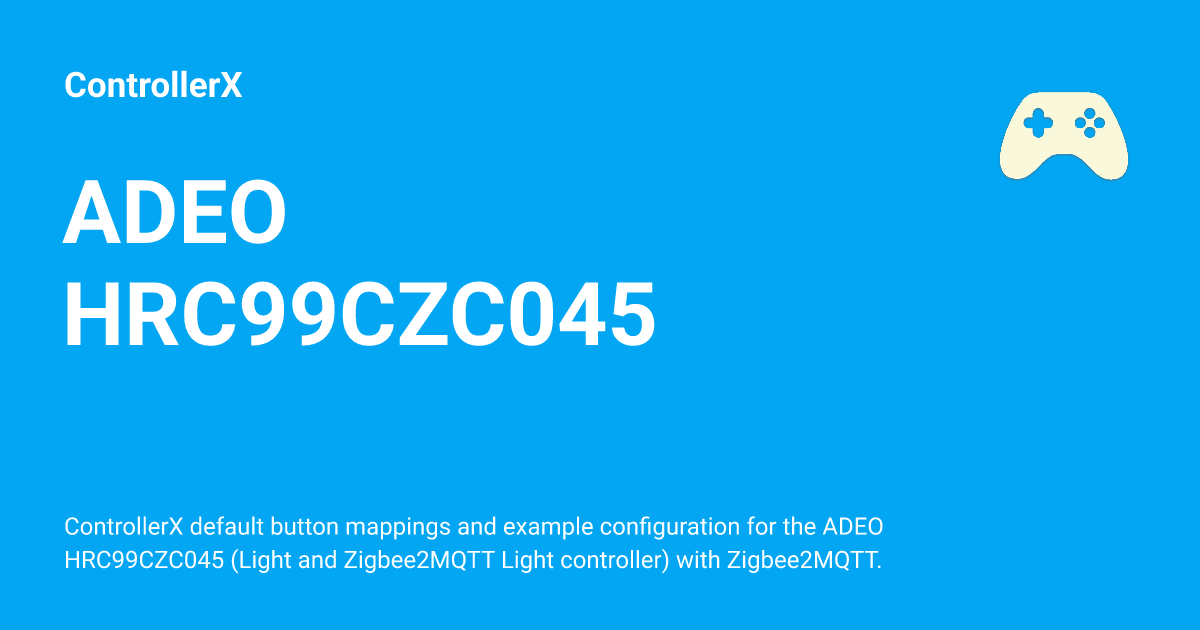 ControllerX
ADEO
HRC99CZC045
ControllerX default button mappings and example configuration for the ADEO
HRC99CZC045 (Light and Zigbee2MQTT Light controller) with Zigbee2MQTT.